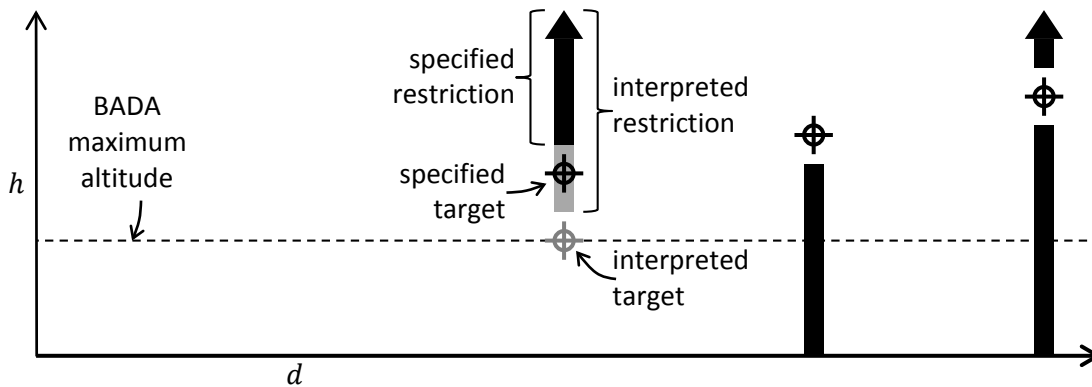 specified
restriction
interpreted
restriction
BADA
maximum
altitude
h
specified
target
interpreted
target
d